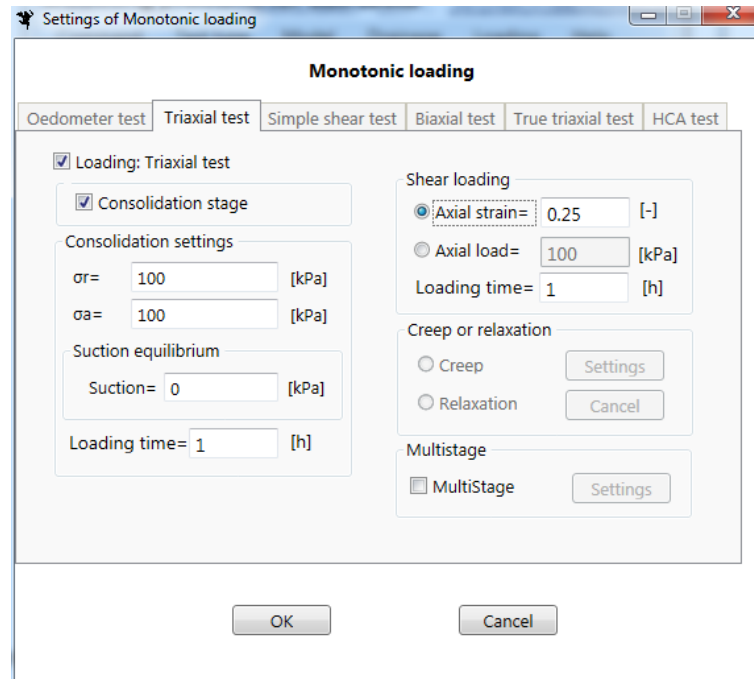 Settings of Monotonic loading
Monotonic loading
Oedometer test Triaxial test Simple shear test Biaxial test True triaxial test HCA test
Loading: Triaxial test
Consolidation stage
Consolidation settings
σr= 100 [kPa]
σa= 100 [kPa]
Suction equilibrium
Suction= 0 [kPa]
Loading time= 1 [h]
Shear loading
Axial strain= 0.25 [-]
Axial load= 100 [kPa]
Loading time= 1 [h]
Creep or relaxation
Creep Settings
Relaxation Cancel
Multistage
MultiStage Settings
OK Cancel